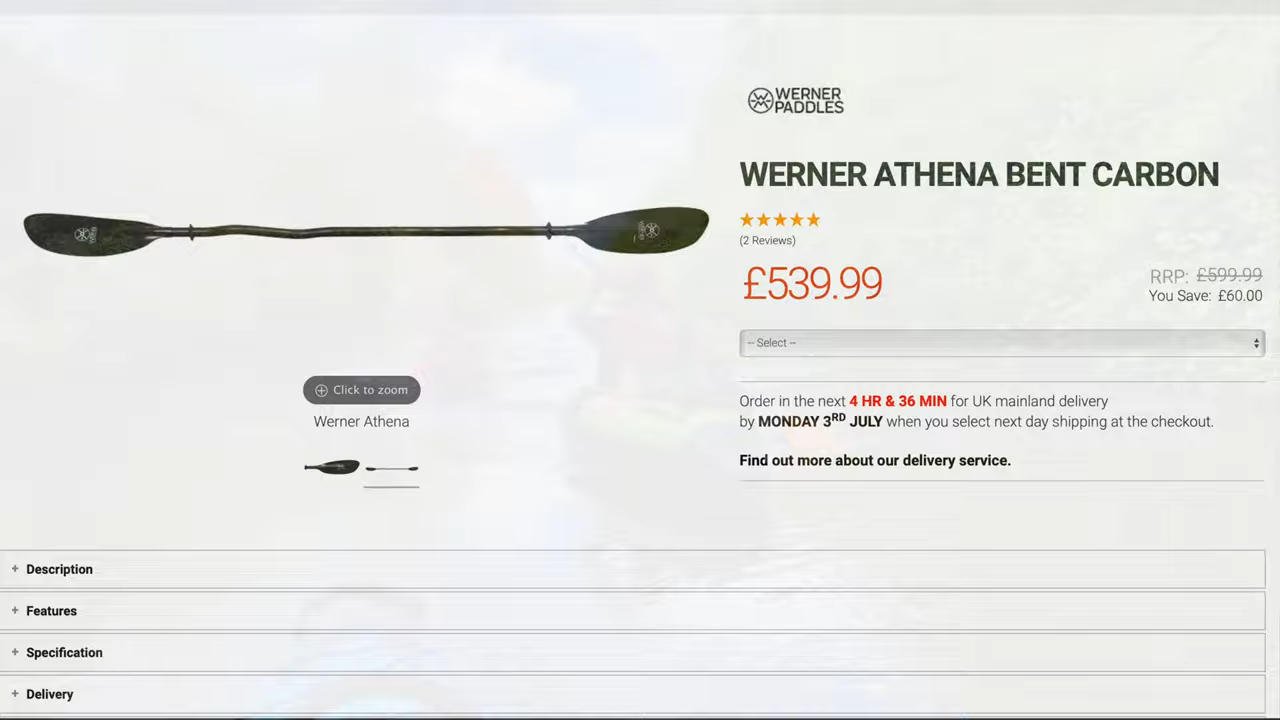 WERNER
PADDLES
WERNER ATHENA BENT CARBON
(2 Reviews)
£539.99
RRP: £599.99
You Save: £60.00
-- Select --
Order in the next 4 HR & 36 MIN for UK mainland delivery
by MONDAY 3RD JULY when you select next day shipping at the checkout.
Find out more about our delivery service.
Click to zoom
Werner Athena
+ Description
+ Features
+ Specification
+ Delivery